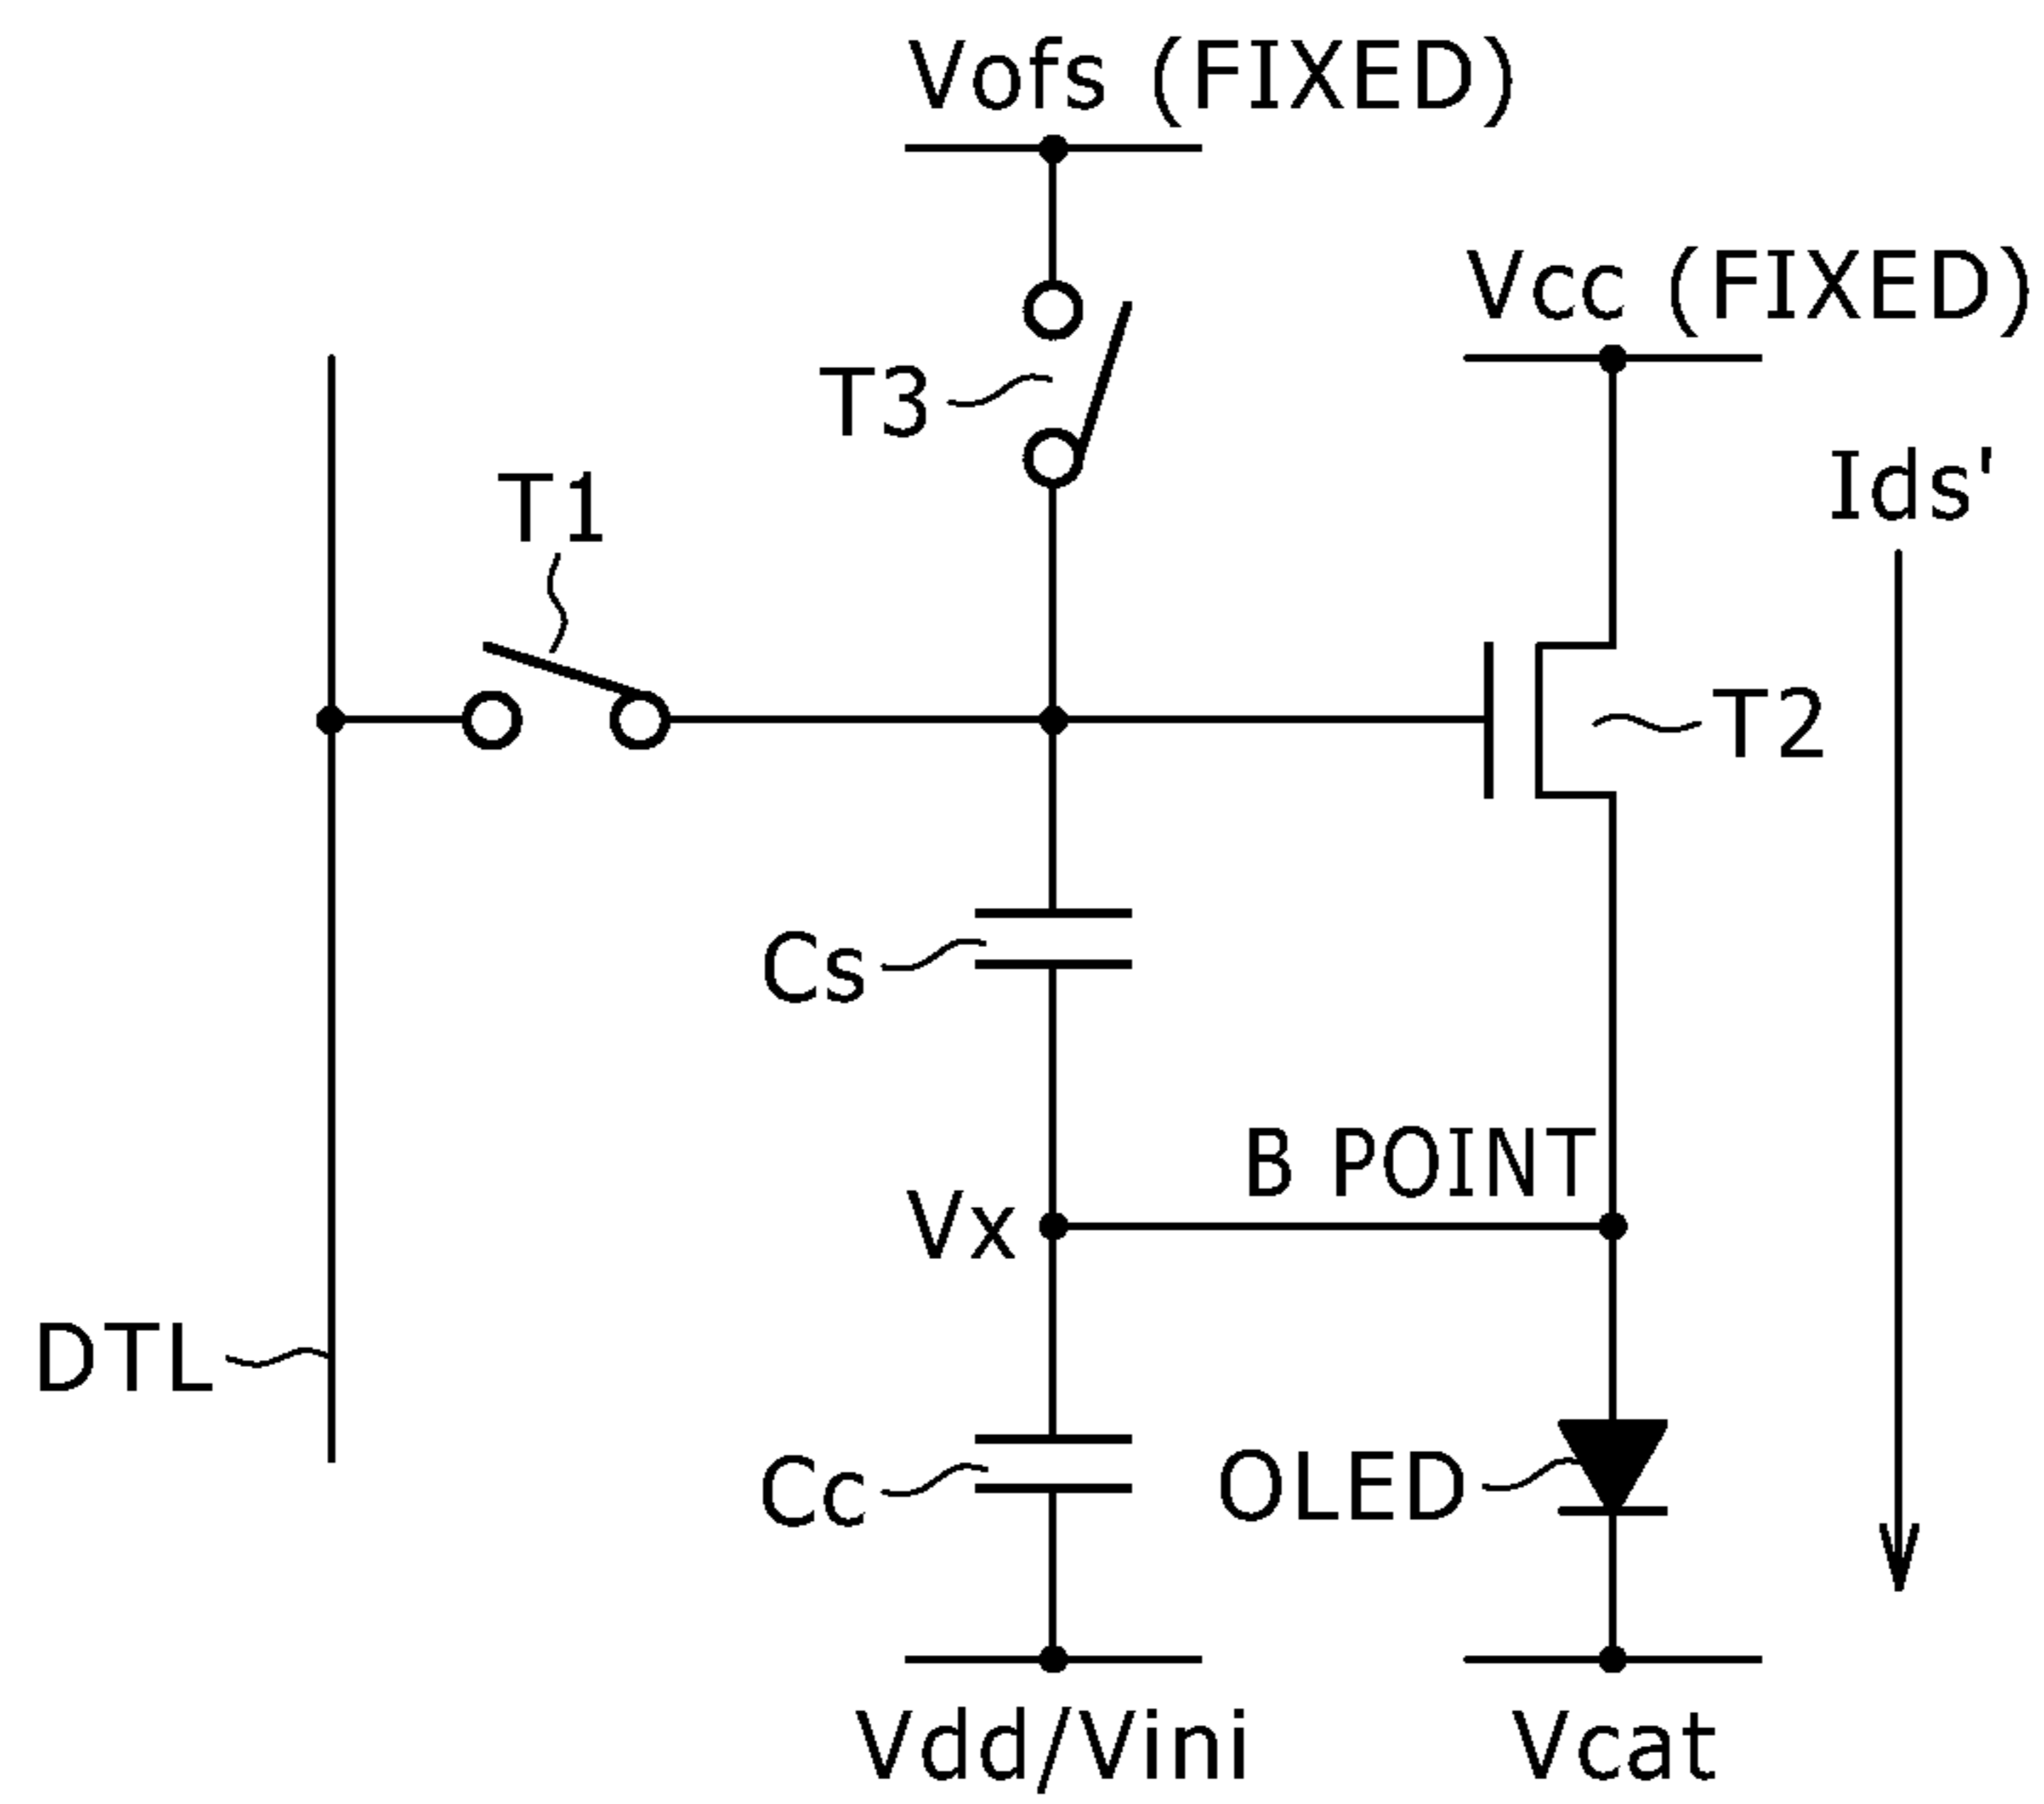 Vofs (FIXED)
Vcc (FIXED)
T3
Ids'
T1
T2
Cs
B POINT
Vx
DTL
Cc
OLED
Vdd/Vini
Vcat